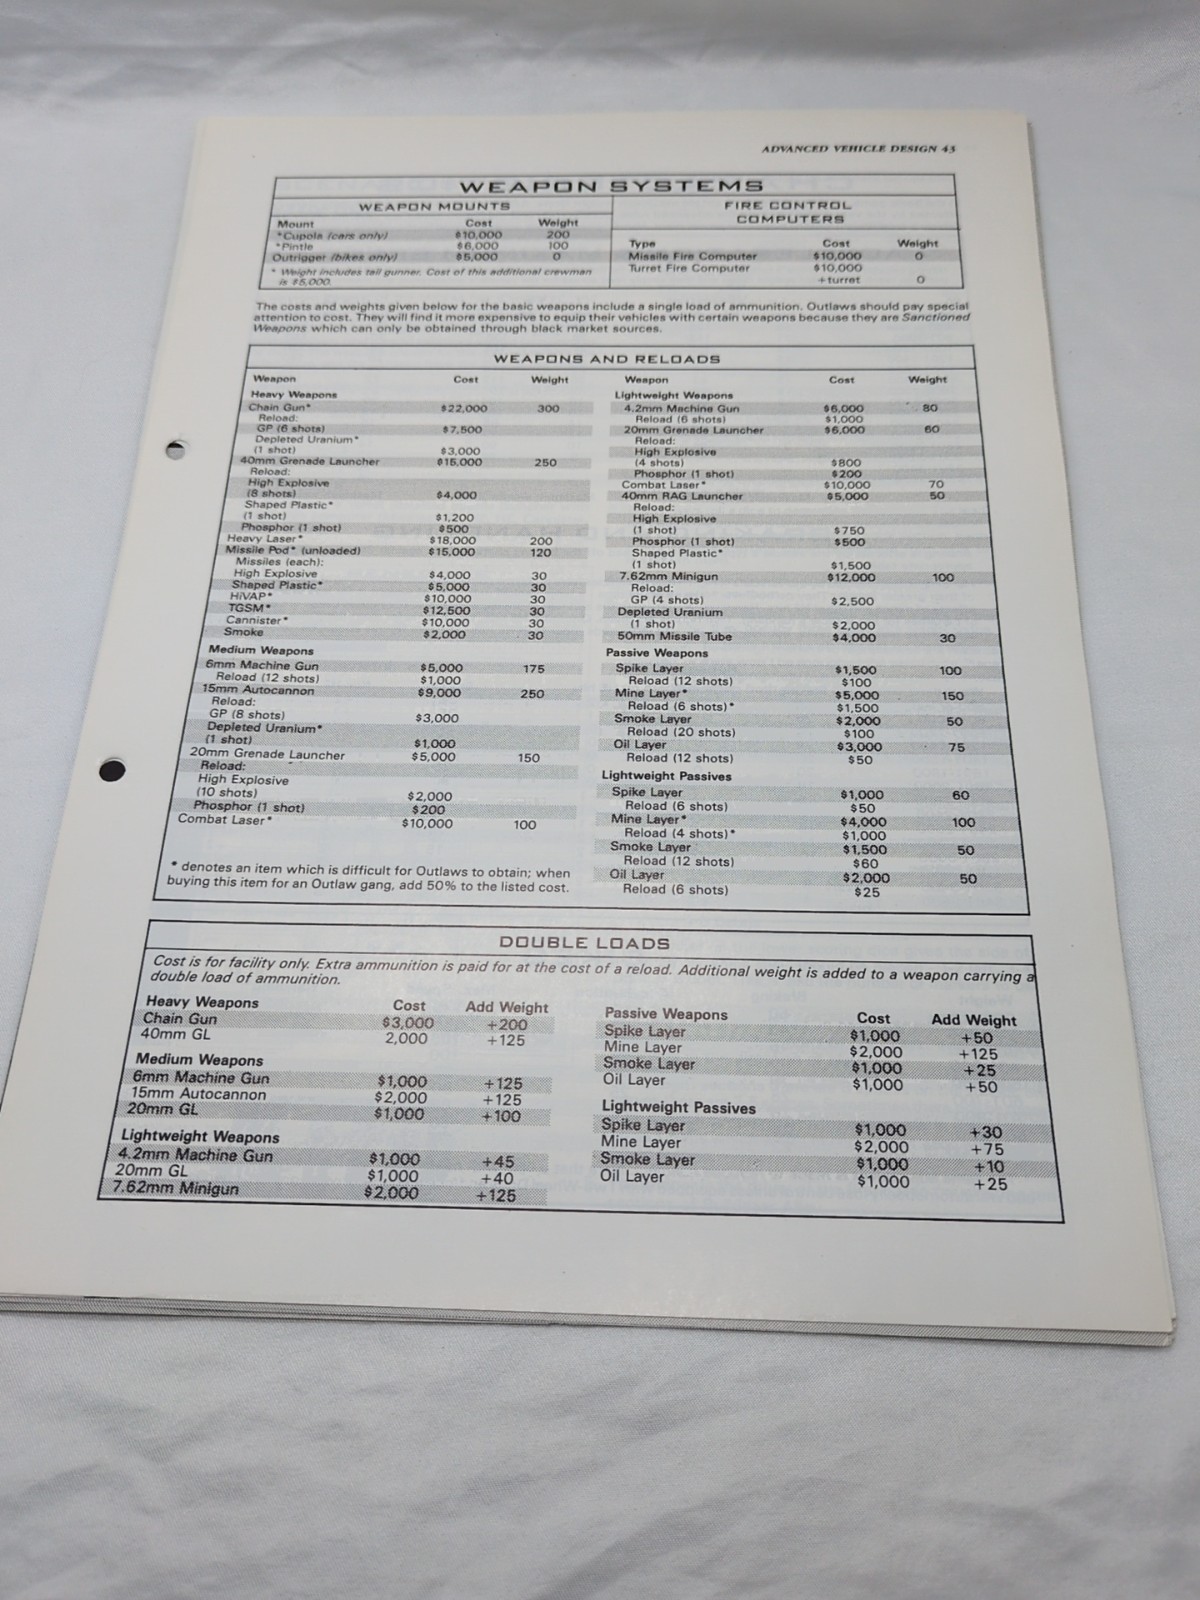 ADVANCED VEHICLE DESIGN 43
WEAPON SYSTEMS
WEAPON MOUNTS
Mount Cost Weight
*Cupola (cars only) $10,000 200
*Pintle $6,000 100
Outrigger (bikes only) $5,000 0
* Weight includes tail gunner. Cost of this additional crewman
is $5,000.
FIRE CONTROL
COMPUTERS
Type Cost Weight
Missile Fire Computer $10,000 0
Turret Fire Computer $10,000
+turret 0
The costs and weights given below for the basic weapons include a single load of ammunition. Outlaws should pay special
attention to cost. They will find it more expensive to equip their vehicles with certain weapons because they are Sanctioned
Weapons which can only be obtained through black market sources.
WEAPONS AND RELOADS
Weapon Cost Weight
Heavy Weapons
Chain Gun* $22,000 300
Reload:
GP (6 shots) $7,500
Depleted Uranium*
(1 shot) $3,000
40mm Grenade Launcher $15,000 250
Reload:
High Explosive
(8 shots) $4,000
Shaped Plastic*
(1 shot) $1,200
Phosphor (1 shot) $500
Heavy Laser* $18,000 200
Missile Pod* (unloaded) $15,000 120
Missiles (each):
High Explosive $4,000 30
Shaped Plastic* $5,000 30
HiVAP* $10,000 30
TGSM* $12,500 30
Cannister* $10,000 30
Smoke $2,000 30
Medium Weapons
6mm Machine Gun $5,000 175
Reload (12 shots) $1,000
15mm Autocannon $9,000 250
Reload:
GP (8 shots) $3,000
Depleted Uranium*
(1 shot) $1,000
20mm Grenade Launcher $5,000 150
Reload:
High Explosive
(10 shots) $2,000
Phosphor (1 shot) $200
Combat Laser* $10,000 100
* denotes an item which is difficult for Outlaws to obtain; when
buying this item for an Outlaw gang, add 50% to the listed cost.
Weapon Cost Weight
Lightweight Weapons
4.2mm Machine Gun $6,000 80
Reload (6 shots) $1,000
20mm Grenade Launcher $6,000 60
Reload:
High Explosive
(4 shots) $800
Phosphor (1 shot) $200
Combat Laser* $10,000 70
40mm RAG Launcher $5,000 50
Reload:
High Explosive
(1 shot) $750
Phosphor (1 shot) $500
Shaped Plastic*
(1 shot) $1,500
7.62mm Minigun $12,000 100
Reload:
GP (4 shots) $2,500
Depleted Uranium
(1 shot) $2,000
50mm Missile Tube $4,000 30
Passive Weapons
Spike Layer $1,500 100
Reload (12 shots) $100
Mine Layer* $5,000 150
Reload (6 shots)* $1,500
Smoke Layer $2,000 50
Reload (20 shots) $100
Oil Layer $3,000 75
Reload (12 shots) $50
Lightweight Passives
Spike Layer $1,000 60
Reload (6 shots) $50
Mine Layer* $4,000 100
Reload (4 shots)* $1,000
Smoke Layer $1,500 50
Reload (12 shots) $60
Oil Layer $2,000 50
Reload (6 shots) $25
DOUBLE LOADS
Cost is for facility only. Extra ammunition is paid for at the cost of a reload. Additional weight is added to a weapon carrying a
double load of ammunition.
Heavy Weapons Cost Add Weight
Chain Gun $3,000 +200
40mm GL 2,000 +125
Medium Weapons
6mm Machine Gun $1,000 +125
15mm Autocannon $2,000 +125
20mm GL $1,000 +100
Lightweight Weapons
4.2mm Machine Gun $1,000 +45
20mm GL $1,000 +40
7.62mm Minigun $2,000 +125
Passive Weapons Cost Add Weight
Spike Layer $1,000 +50
Mine Layer $2,000 +125
Smoke Layer $1,000 +25
Oil Layer $1,000 +50
Lightweight Passives
Spike Layer $1,000 +30
Mine Layer $2,000 +75
Smoke Layer $1,000 +10
Oil Layer $1,000 +25